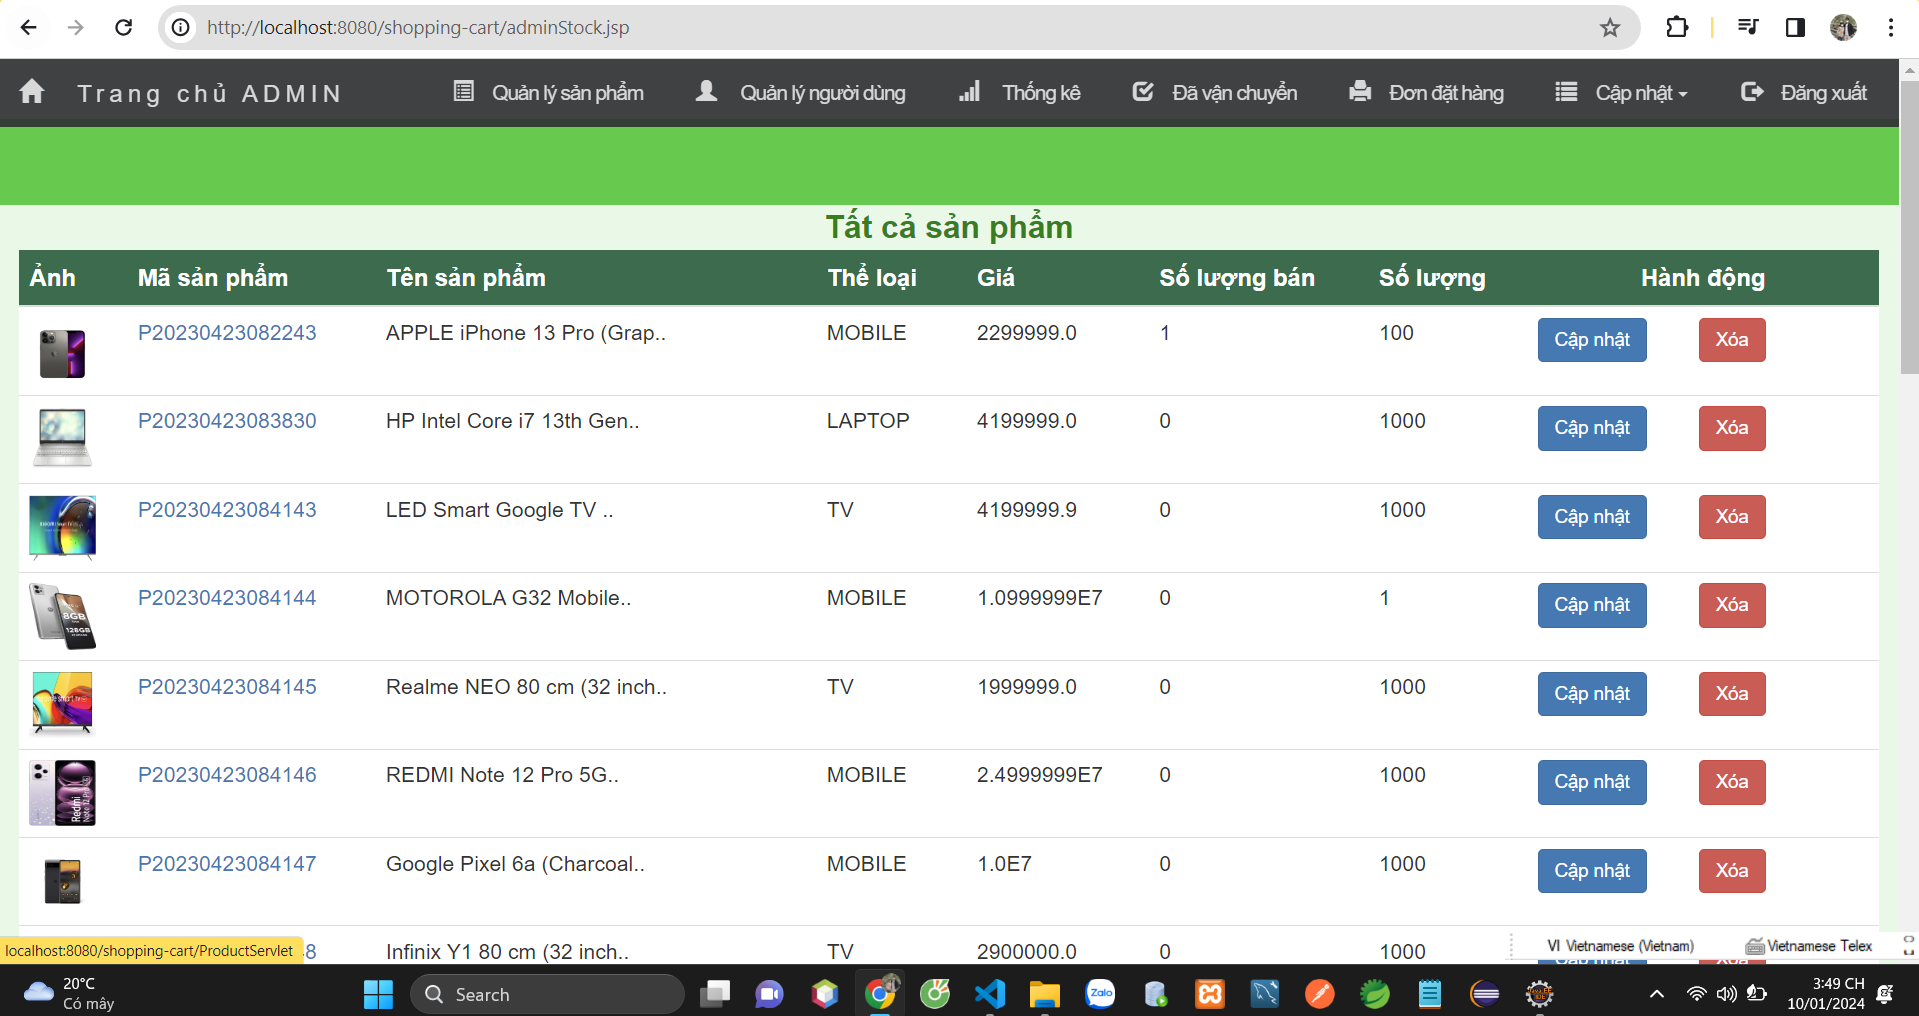 http://localhost:8080/shopping-cart/adminStock.jsp
Trang chủ ADMIN Quản lý sản phẩm Quản lý người dùng Thống kê Đã vận chuyển Đơn đặt hàng Cập nhật Đăng xuất
Tất cả sản phẩm
Ảnh Mã sản phẩm Tên sản phẩm Thể loại Giá Số lượng bán Số lượng Hành động
P20230423082243 APPLE iPhone 13 Pro (Grap.. MOBILE 2299999.0 1 100 Cập nhật Xóa
P20230423083830 HP Intel Core i7 13th Gen.. LAPTOP 4199999.0 0 1000 Cập nhật Xóa
P20230423084143 LED Smart Google TV .. TV 4199999.9 0 1000 Cập nhật Xóa
P20230423084144 MOTOROLA G32 Mobile.. MOBILE 1.0999999E7 0 1 Cập nhật Xóa
8GB
128GB
P20230423084145 Realme NEO 80 cm (32 inch.. TV 1999999.0 0 1000 Cập nhật Xóa
P20230423084146 REDMI Note 12 Pro 5G.. MOBILE 2.4999999E7 0 1000 Cập nhật Xóa
Redmi
P20230423084147 Google Pixel 6a (Charcoal.. MOBILE 1.0E7 0 1000 Cập nhật Xóa
8 Infinix Y1 80 cm (32 inch.. TV 2900000.0 0 1000 Cập nhật Xóa
localhost:8080/shopping-cart/ProductServlet
VI Vietnamese (Vietnam) Vietnamese Telex
20°C
Có mây
Search
Zalo
3:49 CH
10/01/2024